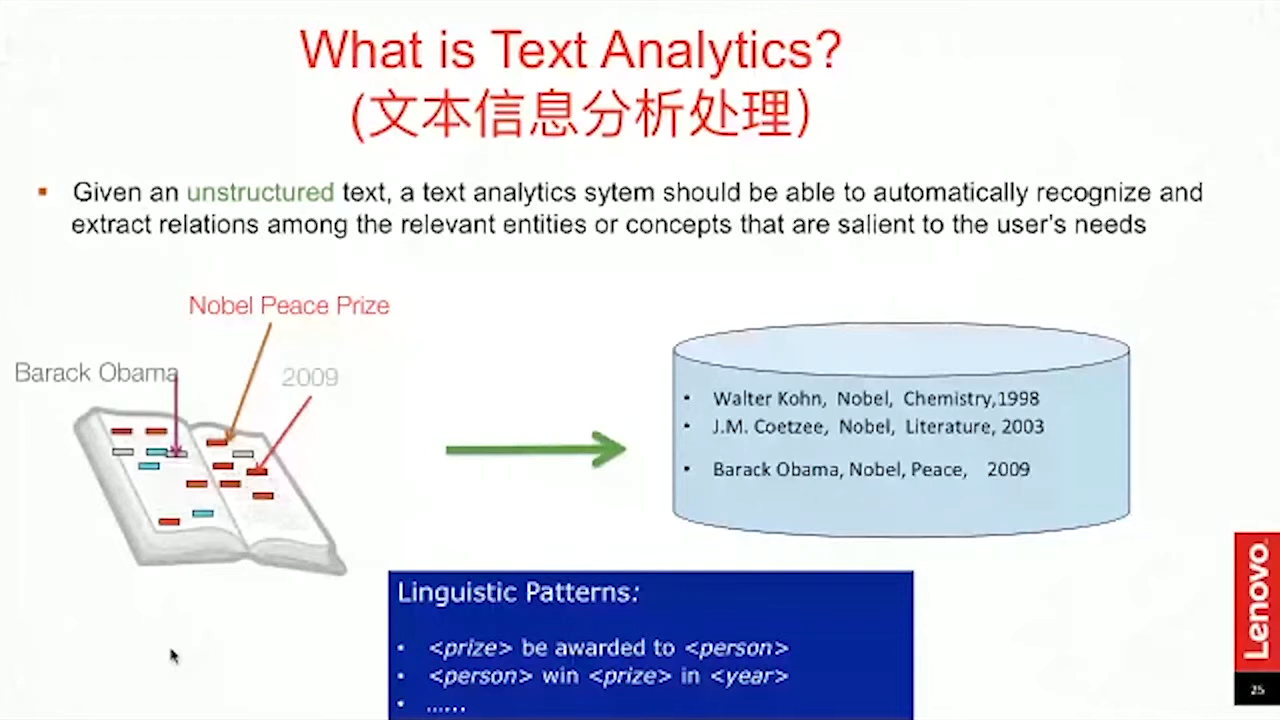 What is Text Analytics?
(文本信息分析处理)
▪ Given an unstructured text, a text analytics sytem should be able to automatically recognize and
extract relations among the relevant entities or concepts that are salient to the user's needs
Nobel Peace Prize
Barack Obama
2009
• Walter Kohn, Nobel, Chemistry,1998
• J.M. Coetzee, Nobel, Literature, 2003
• Barack Obama, Nobel, Peace, 2009
Linguistic Patterns:
• <prize> be awarded to <person>
• <person> win <prize> in <year>
• ......
Lenovo
25